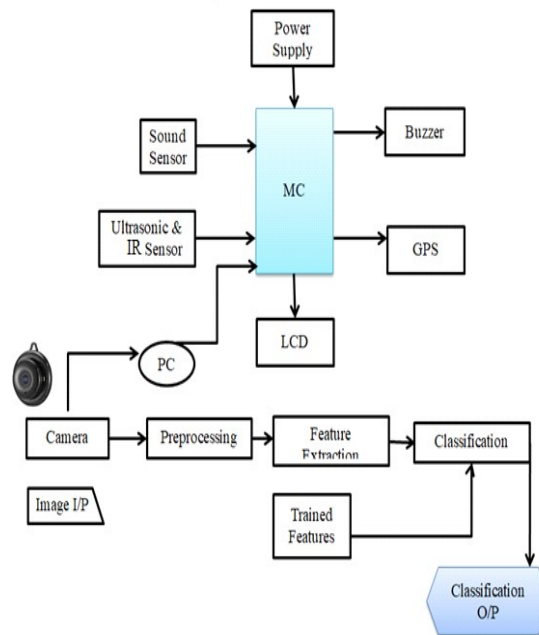 Power
Supply
Sound
Sensor
Buzzer
MC
Ultrasonic &
IR Sensor
GPS
LCD
PC
Camera
Preprocessing
Feature
Extraction
Classification
Image I/P
Trained
Features
Classification
O/P